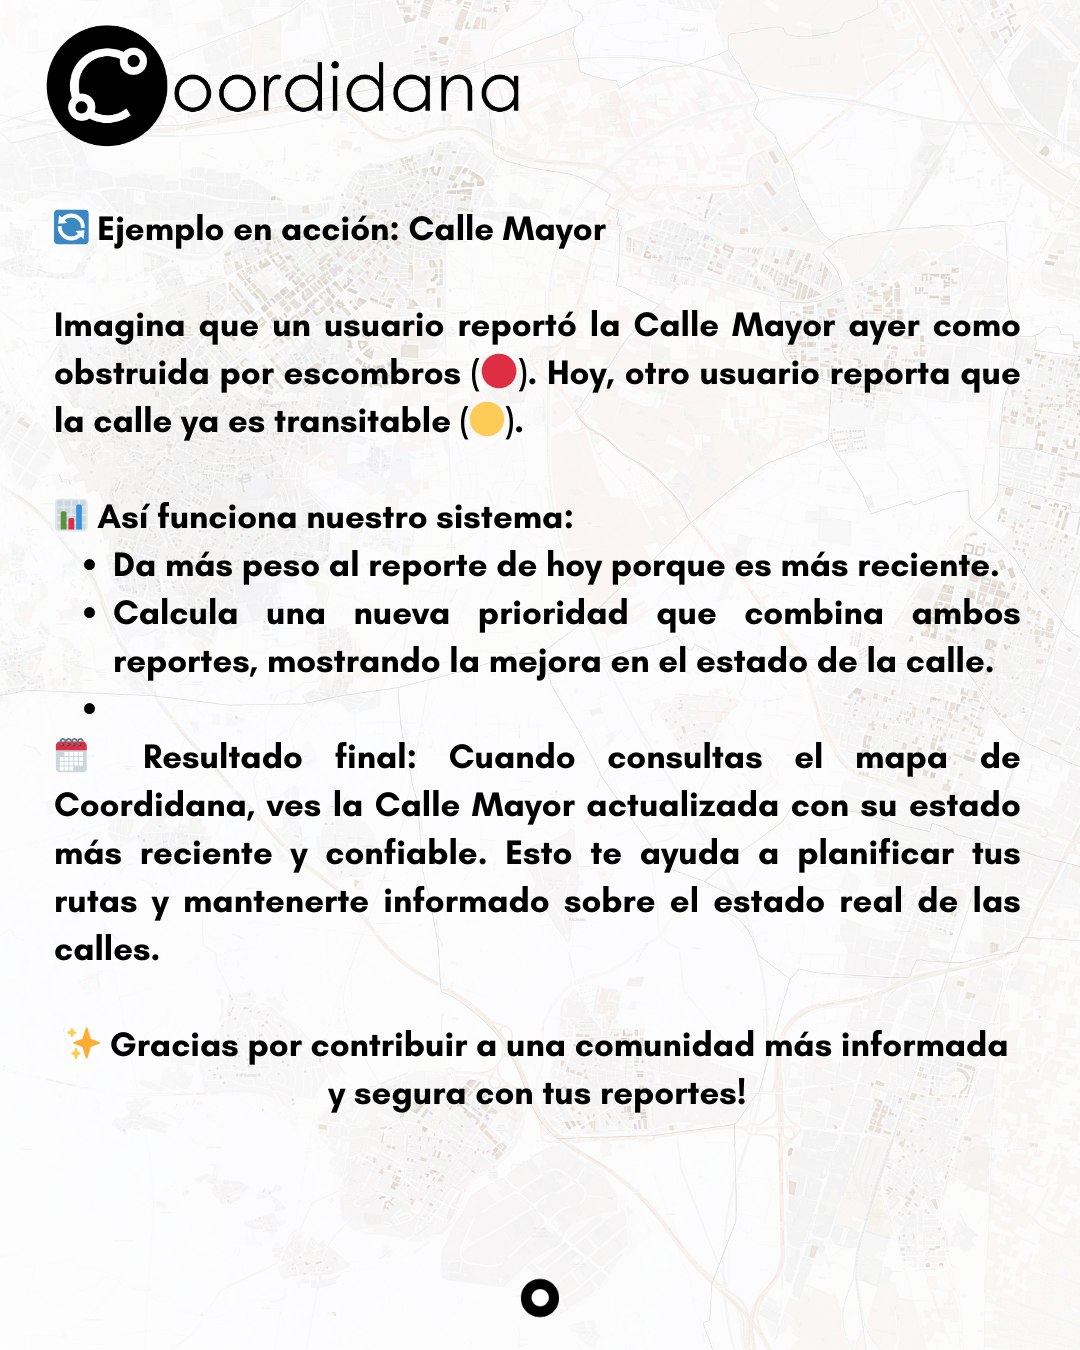 Coordidana
🔄 Ejemplo en acción: Calle Mayor
Imagina que un usuario reportó la Calle Mayor ayer como
obstruida por escombros (🔴). Hoy, otro usuario reporta que
la calle ya es transitable (🟡).
📊 Así funciona nuestro sistema:
• Da más peso al reporte de hoy porque es más reciente.
• Calcula una nueva prioridad que combina ambos
reportes, mostrando la mejora en el estado de la calle.
•
🗓️ Resultado final: Cuando consultas el mapa de
Coordidana, ves la Calle Mayor actualizada con su estado
más reciente y confiable. Esto te ayuda a planificar tus
rutas y mantenerte informado sobre el estado real de las
calles.
✨ Gracias por contribuir a una comunidad más informada
y segura con tus reportes!